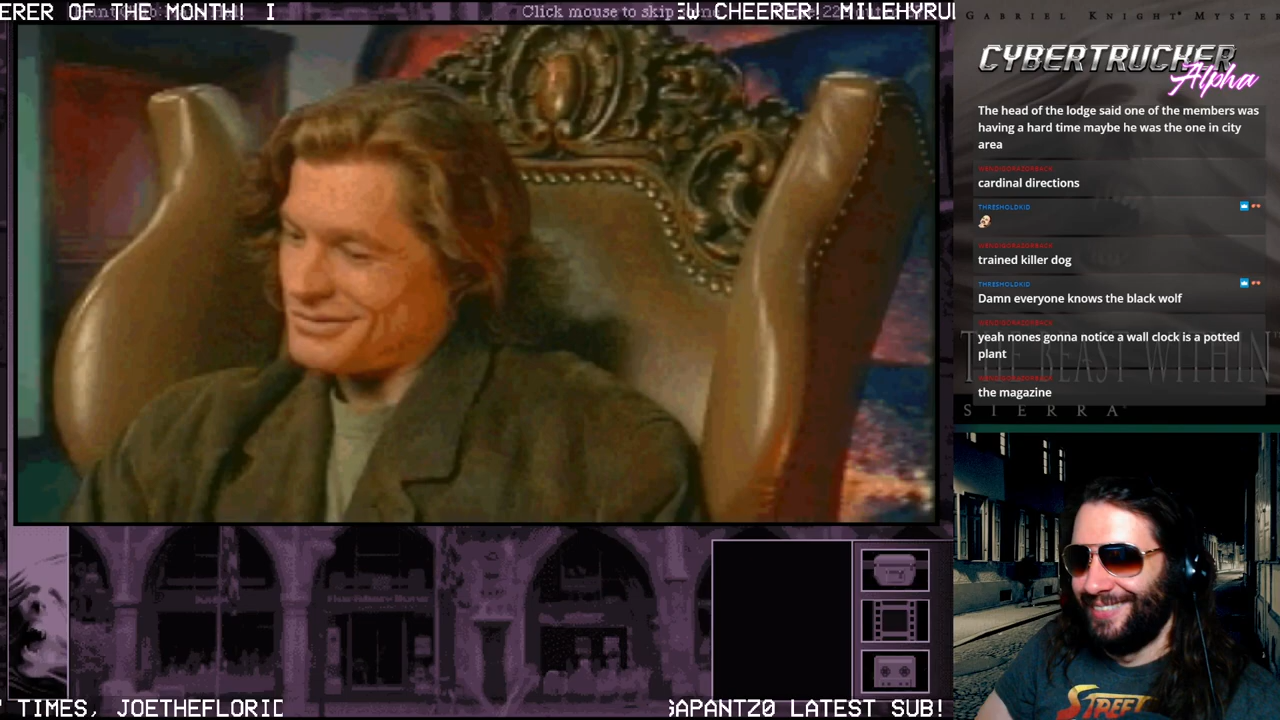 ERER OF THE MONTH! I
Click mouse to skip
EW CHEERER! MILEHYRU
GABRIEL KNIGHT MYSTER
CYBERTRUCKER
Alpha
The head of the lodge said one of the members was
having a hard time maybe he was the one in city
area
cardinal directions
THRESHOLDKID
trained killer dog
THRESHOLDKID
Damn everyone knows the black wolf
yeah nones gonna notice a wall clock is a potted
plant
THE BEAST WITHIN
the magazine
SIERRA
STREET
TIMES, JOETHEFLORID
GAPANTZ0 LATEST SUB!